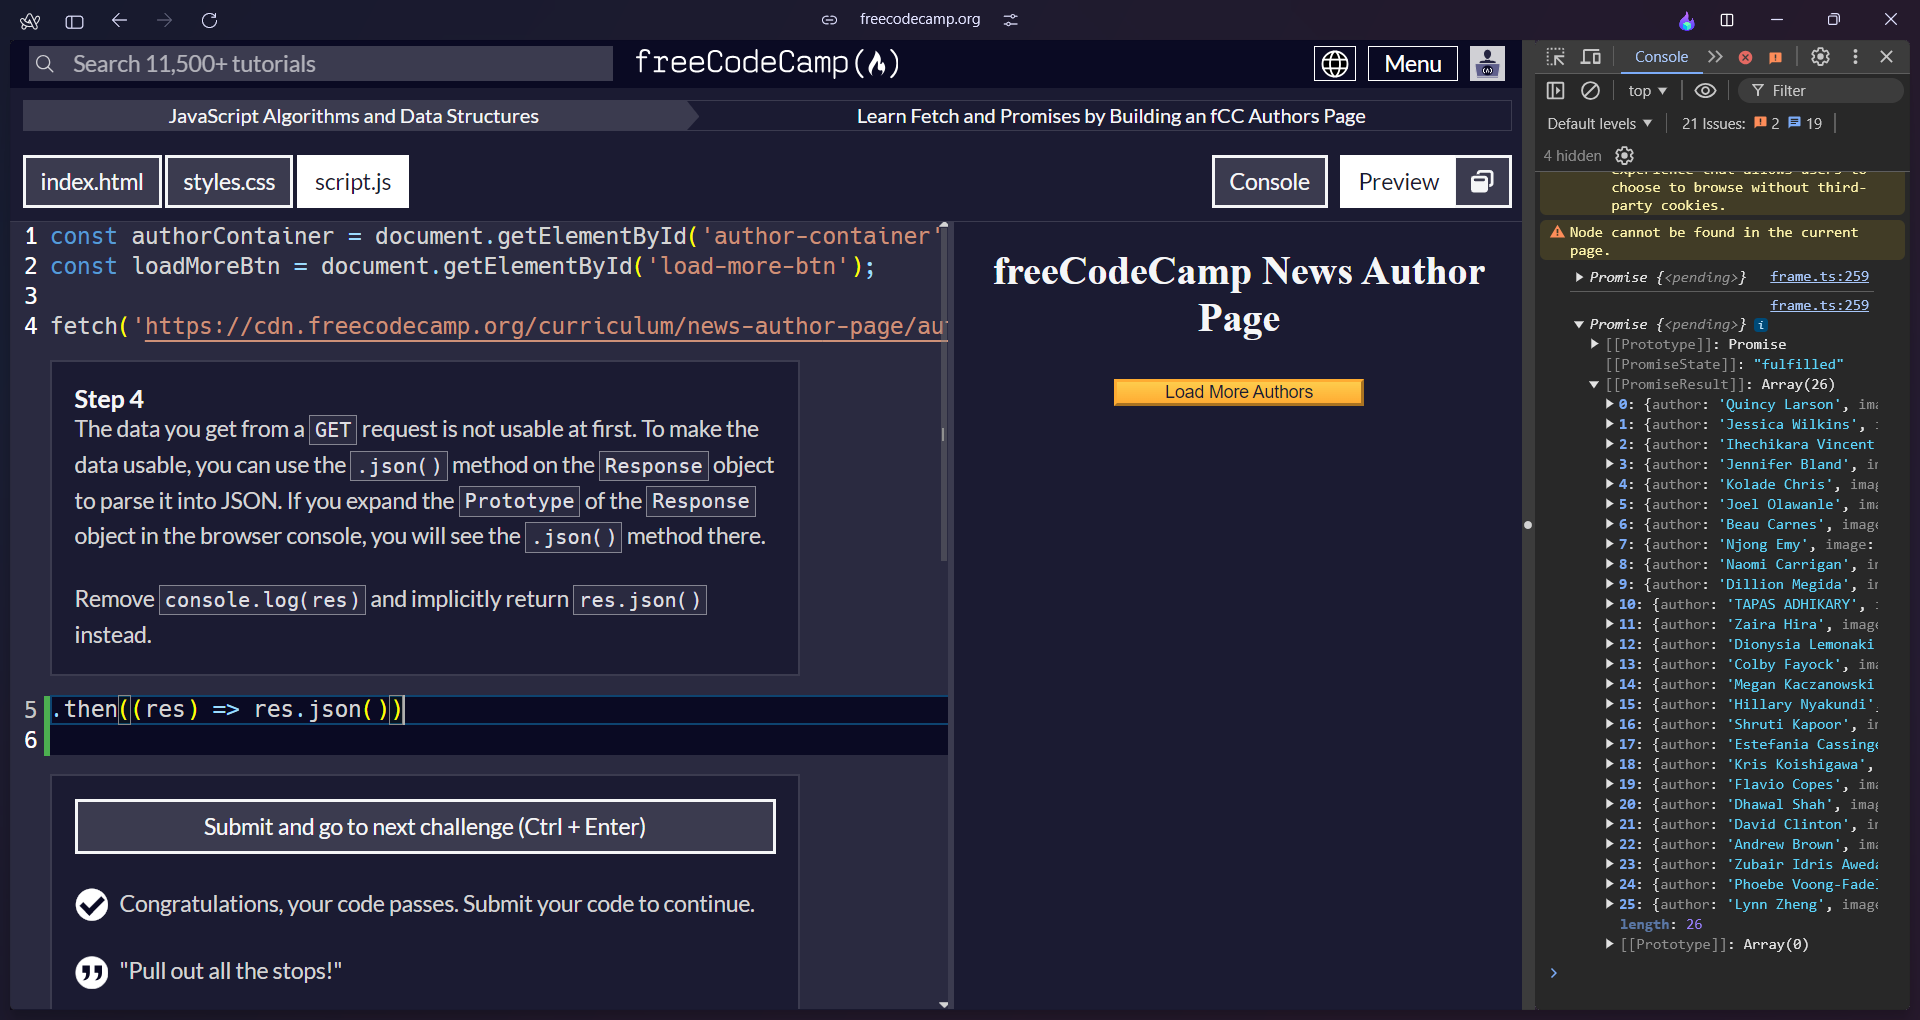 freecodecamp.org
Search 11,500+ tutorials
freeCodeCamp(🔥)
Menu
JavaScript Algorithms and Data Structures
Learn Fetch and Promises by Building an fCC Authors Page
index.html
styles.css
script.js
Console
Preview
1 const authorContainer = document.getElementById('author-container'
2 const loadMoreBtn = document.getElementById('load-more-btn');
3
4 fetch('https://cdn.freecodecamp.org/curriculum/news-author-page/au
Step 4
The data you get from a GET request is not usable at first. To make the
data usable, you can use the .json() method on the Response object
to parse it into JSON. If you expand the Prototype of the Response
object in the browser console, you will see the .json() method there.
Remove console.log(res) and implicitly return res.json()
instead.
5 .then((res) => res.json())
6
Submit and go to next challenge (Ctrl + Enter)
Congratulations, your code passes. Submit your code to continue.
"Pull out all the stops!"
freeCodeCamp News Author
Page
Load More Authors
Console
top
Filter
Default levels
21 Issues: 2 19
4 hidden
experience that allows users to
choose to browse without third-
party cookies.
Node cannot be found in the current
page.
Promise {<pending>} frame.ts:259
frame.ts:259
Promise {<pending>} i
[[Prototype]]: Promise
[[PromiseState]]: "fulfilled"
[[PromiseResult]]: Array(26)
0: {author: 'Quincy Larson', ima
1: {author: 'Jessica Wilkins', i
2: {author: 'Ihechikara Vincent
3: {author: 'Jennifer Bland', im
4: {author: 'Kolade Chris', imag
5: {author: 'Joel Olawanle', ima
6: {author: 'Beau Carnes', image
7: {author: 'Njong Emy', image:
8: {author: 'Naomi Carrigan', im
9: {author: 'Dillion Megida', im
10: {author: 'TAPAS ADHIKARY', i
11: {author: 'Zaira Hira', image
12: {author: 'Dionysia Lemonaki
13: {author: 'Colby Fayock', ima
14: {author: 'Megan Kaczanowski
15: {author: 'Hillary Nyakundi',
16: {author: 'Shruti Kapoor', im
17: {author: 'Estefania Cassinge
18: {author: 'Kris Koishigawa',
19: {author: 'Flavio Copes', ima
20: {author: 'Dhawal Shah', imag
21: {author: 'David Clinton', im
22: {author: 'Andrew Brown', ima
23: {author: 'Zubair Idris Aweda
24: {author: 'Phoebe Voong-Fadel
25: {author: 'Lynn Zheng', image
length: 26
[[Prototype]]: Array(0)